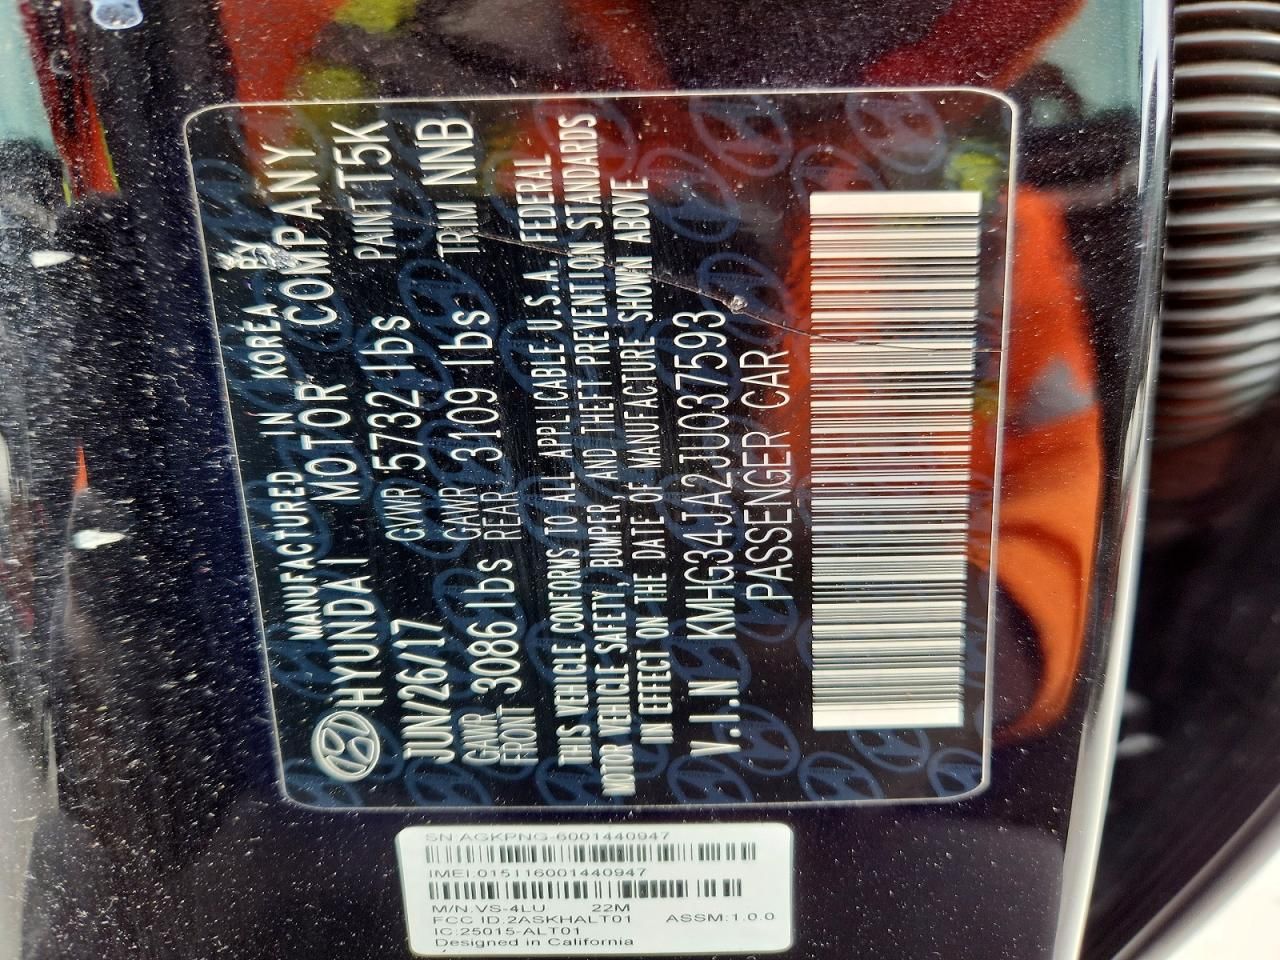 MANUFACTURED IN KOREA BY
HYUNDAI MOTOR COMPANY
JUN/26/17 GVWR 5732 lbs PAINT T5K
GAWR FRONT 3086 lbs GAWR REAR 3109 lbs TRIM NNB
THIS VEHICLE CONFORMS TO ALL APPLICABLE U.S.A. FEDERAL
MOTOR VEHICLE SAFETY, BUMPER, AND THEFT PREVENTION STANDARDS
IN EFFECT ON THE DATE OF MANUFACTURE SHOWN ABOVE
V.I.N KMHG34JA2JU037593
PASSENGER CAR
SN:AGKPNG-6001440947
IMEI:015116001440947
M/N:VS-4LU 22M
FCC ID:2ASKHALT01 ASSM:1.0.0
IC:25015-ALT01
Designed in California